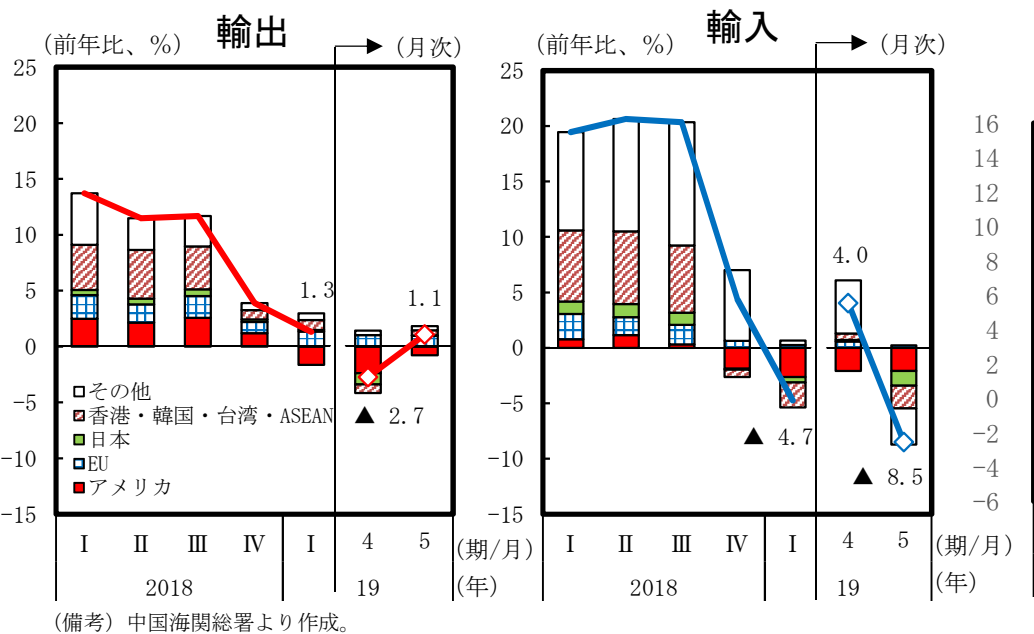 輸出
(前年比、%)
(月次)
25
20
15
10
5
0
-5
-10
-15
1.3
1.1
▲ 2.7
その他
香港・韓国・台湾・ASEAN
日本
EU
アメリカ
Ⅰ Ⅱ Ⅲ Ⅳ Ⅰ 4 5 (期/月)
2018 19 (年)
輸入
(前年比、%)
(月次)
25
20
15
10
5
0
-5
-10
-15
4.0
▲ 4.7
▲ 8.5
Ⅰ Ⅱ Ⅲ Ⅳ Ⅰ 4 5 (期/月)
2018 19 (年)
16
14
12
10
8
6
4
2
0
-2
-4
-6
(備考) 中国海関総署より作成。